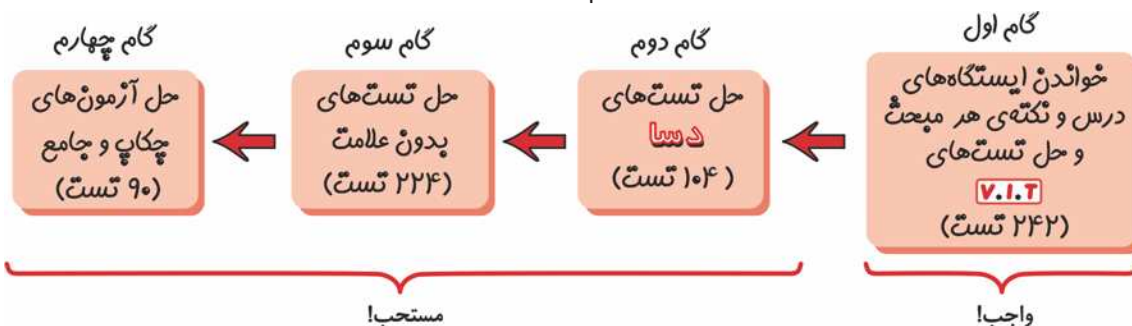 گام اول
خواندن ایستگاه‌های
درس و نکته‌ی هر مبحث
و حل تست‌های
V.I.T
(۲۴۲ تست)
واجب!
گام دوم
حل تست‌های
دسا
(۱۰۴ تست)
گام سوم
حل تست‌های
بدون علامت
(۲۲۴ تست)
گام چهارم
حل آزمون‌های
چکاپ و جامع
(۹۰ تست)
مستحب!